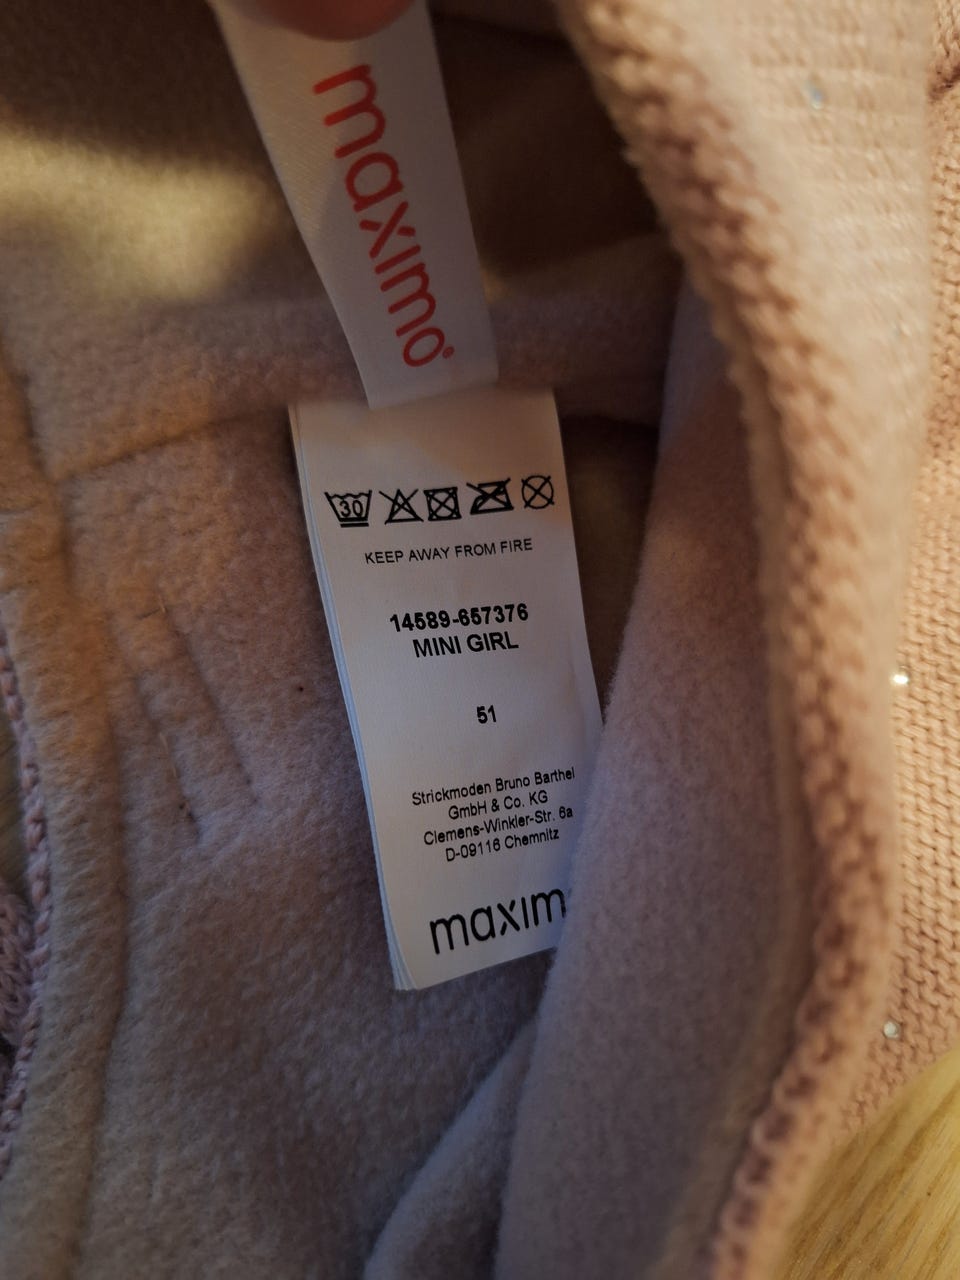 maximo
30
KEEP AWAY FROM FIRE
14589-657376
MINI GIRL
51
Strickmoden Bruno Barthel
GmbH & Co. KG
Clemens-Winkler-Str. 6a
D-09116 Chemnitz
maxim